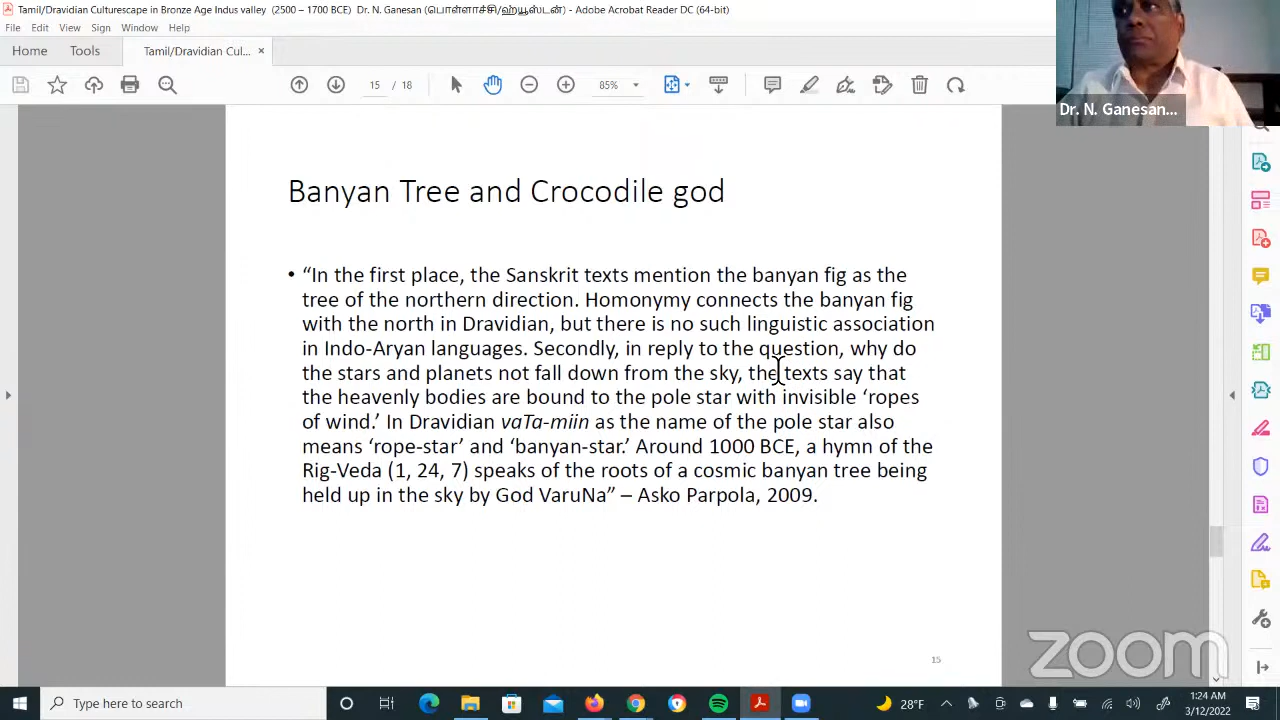 Tamil/Dravidian Culturescape in Bronze Age Indus valley (2500 – 1700 BCE) Dr. N. Ganesan (பொள்ளாச்சி/ஹ்யூஸ்டன்) - Adobe Acrobat Reader DC (64-bit)
File Edit View Sign Window Help
Home Tools Tamil/Dravidian Cul... ×
15 / 18 85%
Dr. N. Ganesan...
Banyan Tree and Crocodile god
• “In the first place, the Sanskrit texts mention the banyan fig as the
tree of the northern direction. Homonymy connects the banyan fig
with the north in Dravidian, but there is no such linguistic association
in Indo-Aryan languages. Secondly, in reply to the question, why do
the stars and planets not fall down from the sky, the texts say that
the heavenly bodies are bound to the pole star with invisible ‘ropes
of wind.’ In Dravidian vaTa-miin as the name of the pole star also
means ‘rope-star’ and ‘banyan-star.’ Around 1000 BCE, a hymn of the
Rig-Veda (1, 24, 7) speaks of the roots of a cosmic banyan tree being
held up in the sky by God VaruNa” – Asko Parpola, 2009.
15
zoom
Type here to search
28°F
1:24 AM
3/12/2022